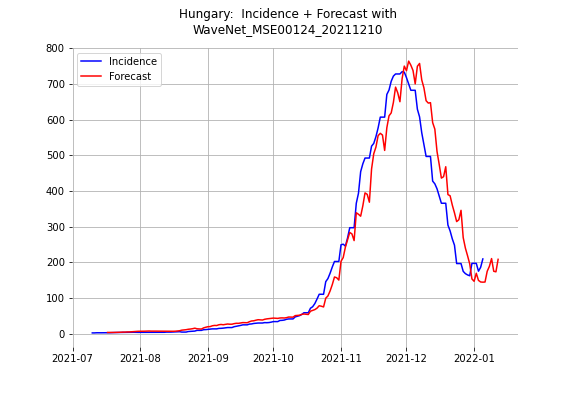 Hungary:  Incidence + Forecast with
WaveNet_MSE00124_20211210
800
700
600
500
400
300
200
100
0
Incidence
Forecast
2021-07 2021-08 2021-09 2021-10 2021-11 2021-12 2022-01